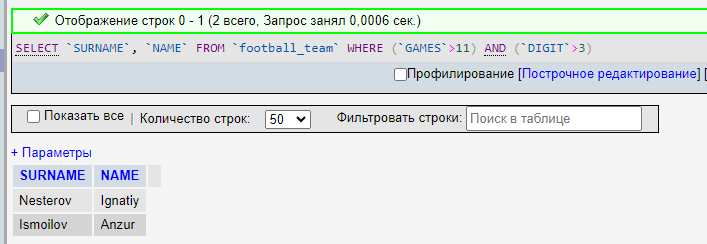 Отображение строк 0 - 1 (2 всего, Запрос занял 0,0006 сек.)
SELECT `SURNAME`, `NAME` FROM `football_team` WHERE (`GAMES`>11) AND (`DIGIT`>3)
Профилирование [Построчное редактирование] [
Показать все | Количество строк: 50 Фильтровать строки: Поиск в таблице
+ Параметры
SURNAME NAME
Nesterov Ignatiy
Ismoilov Anzur